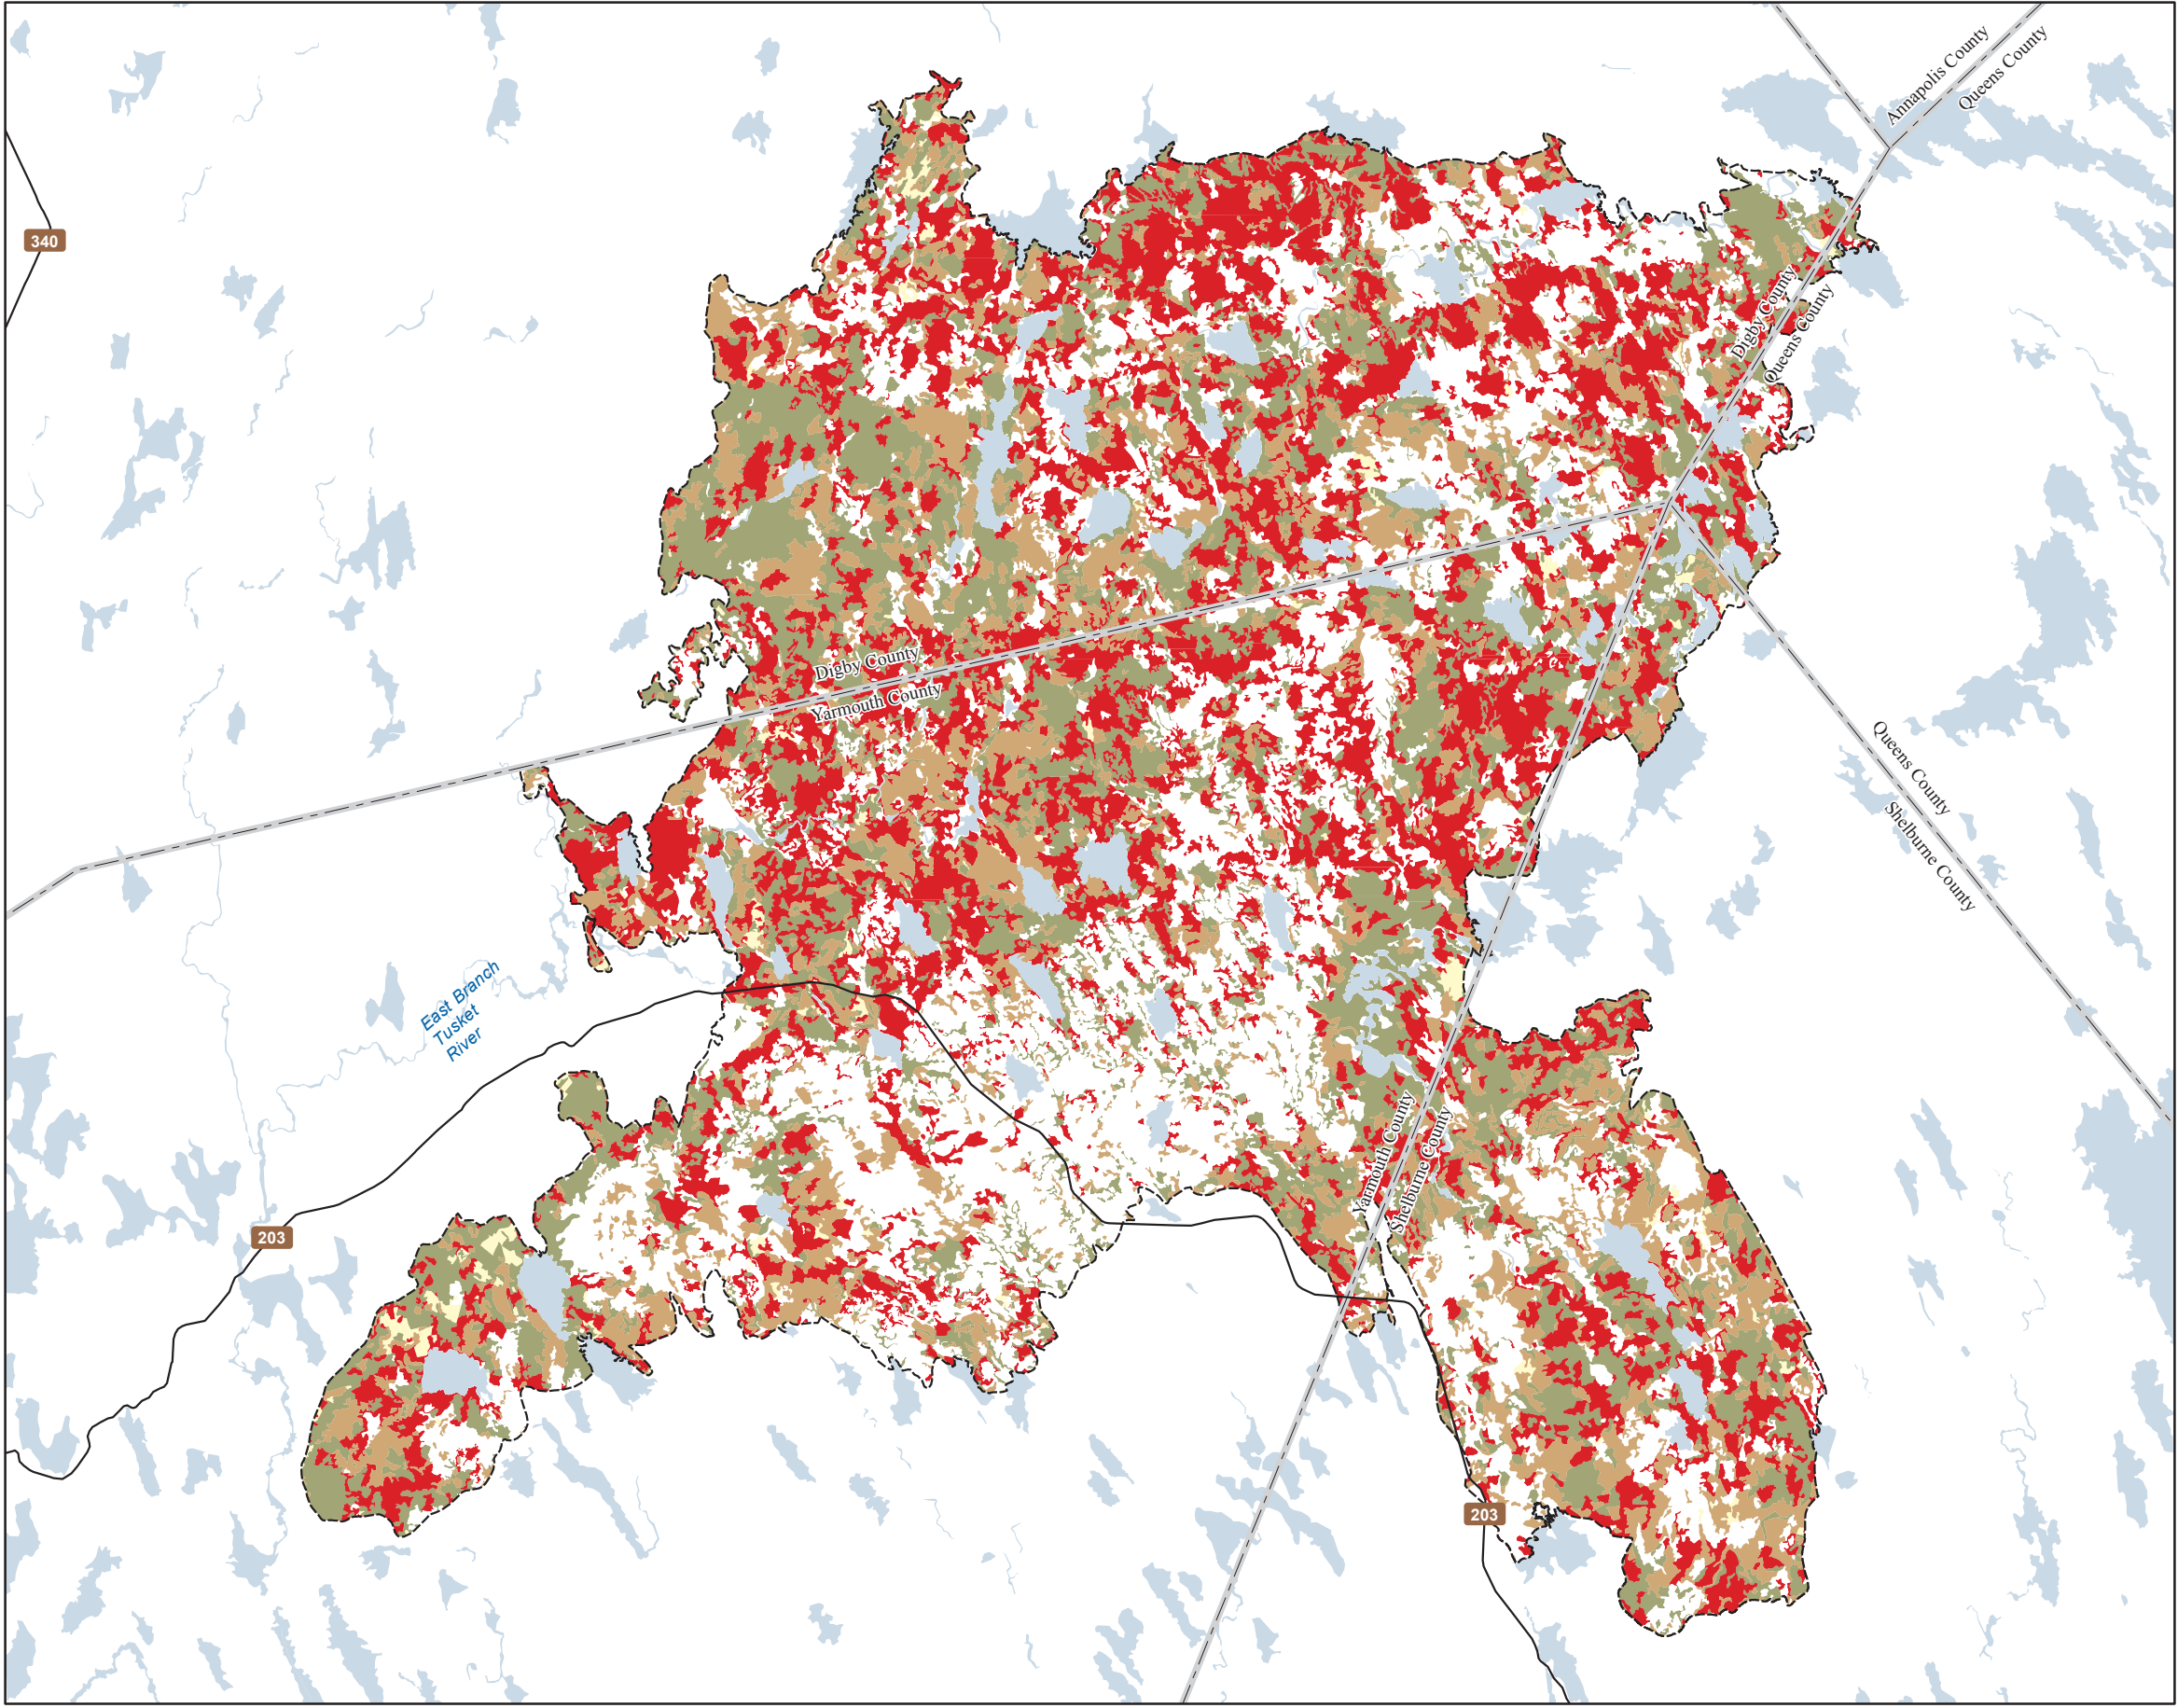 Annapolis County
Queens County
340
Digby County
Queens County
Digby County
Yarmouth County
Queens County
Shelburne County
East Branch
Tusket
River
Yarmouth County
Shelburne County
203
203